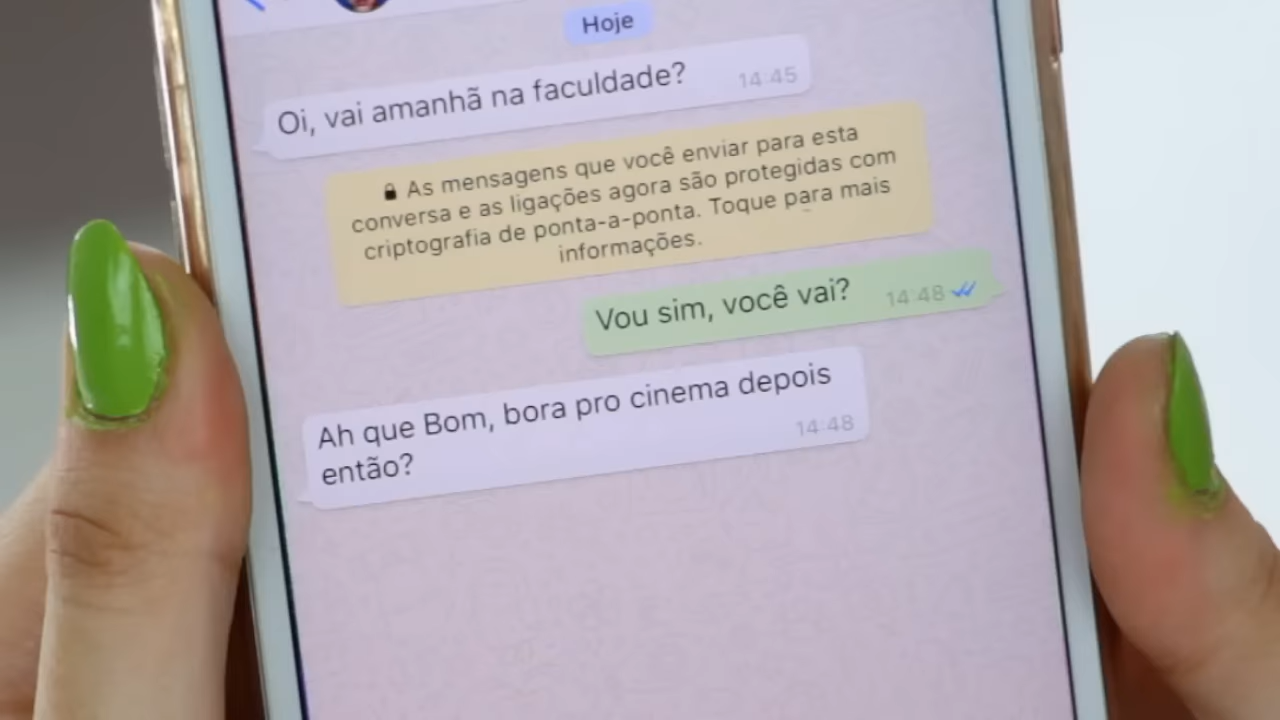 Hoje
Oi, vai amanhã na faculdade?
14:45
As mensagens que você enviar para esta
conversa e as ligações agora são protegidas com
criptografia de ponta-a-ponta. Toque para mais
informações.
Vou sim, você vai?
14:48
Ah que Bom, bora pro cinema depois
então?
14:48